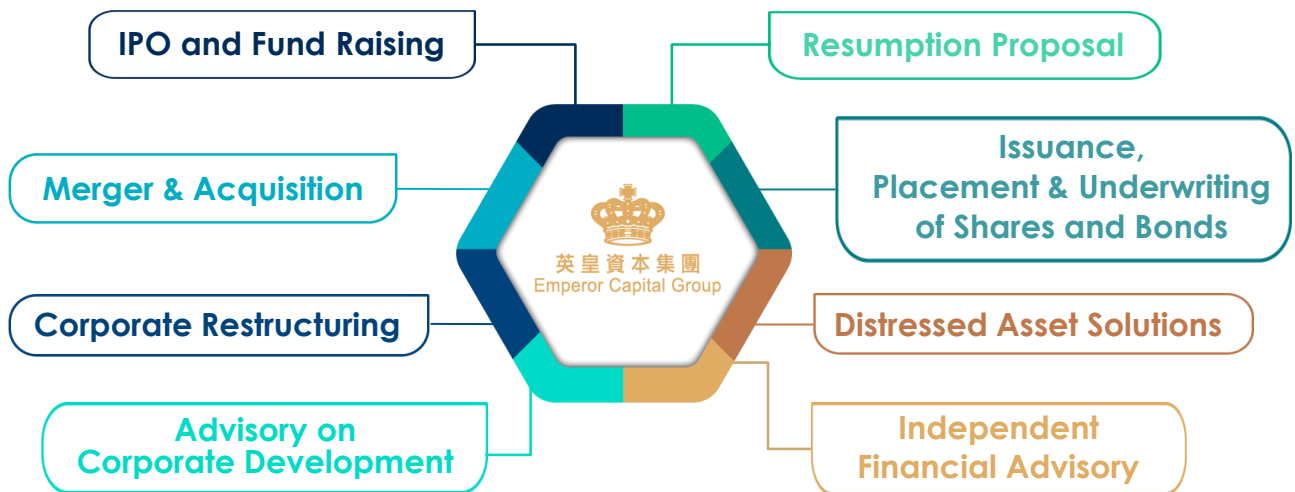 IPO and Fund Raising
Resumption Proposal
Merger & Acquisition
Issuance,
Placement & Underwriting
of Shares and Bonds
英皇資本集團
Emperor Capital Group
Corporate Restructuring
Distressed Asset Solutions
Advisory on
Corporate Development
Independent
Financial Advisory